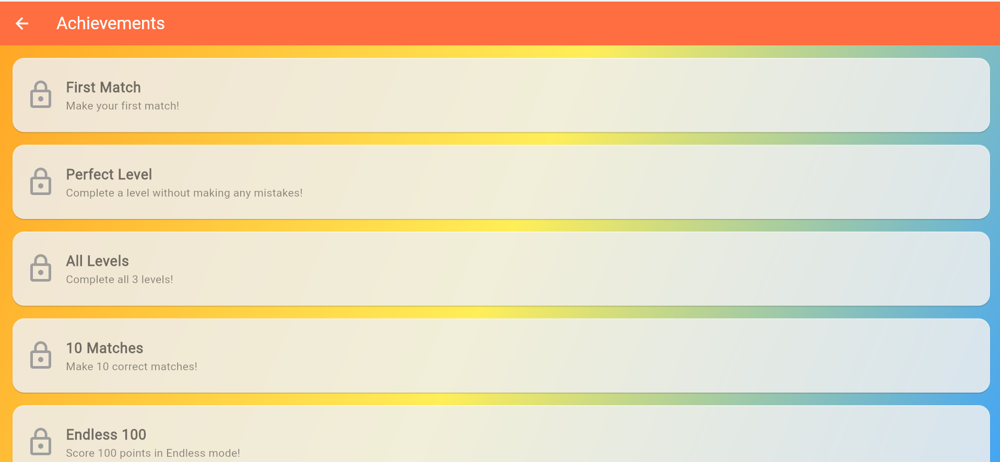 Achievements
First Match
Make your first match!
Perfect Level
Complete a level without making any mistakes!
All Levels
Complete all 3 levels!
10 Matches
Make 10 correct matches!
Endless 100
Score 100 points in Endless mode!